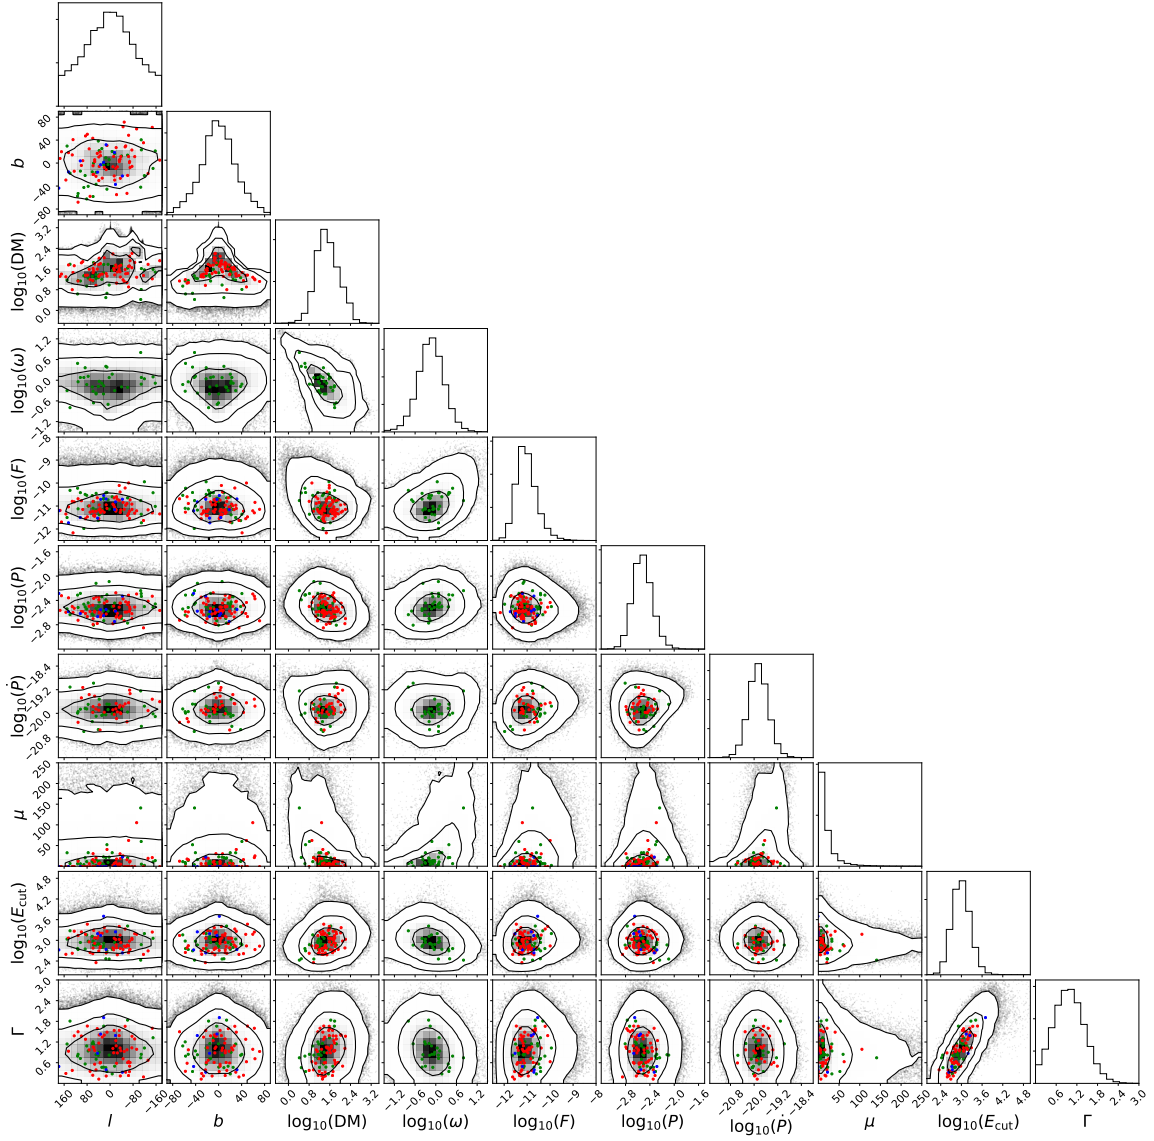 80
40
0
−40
−80
b
3.2
2.4
1.6
0.8
0.0
log₁₀(DM)
1.2
0.6
0.0
−0.6
−1.2
log₁₀(ω)
−8
−9
−10
−11
−12
log₁₀(F)
−1.6
−2.0
−2.4
−2.8
log₁₀(P)
−18.4
−19.2
−20.0
−20.8
log₁₀(Ṗ)
250
200
150
100
50
μ
4.8
4.2
3.6
3.0
2.4
log₁₀(E_cut)
3.0
2.4
1.8
1.2
0.6
Γ
160 80 0 −80 −160
−80 −40 0 40 80
0.0 0.8 1.6 2.4 3.2
−1.2 −0.6 0.0 0.6 1.2
−12 −11 −10 −9 −8
−2.8 −2.4 −2.0 −1.6
−20.8 −20.0 −19.2 −18.4
50 100 150 200 250
2.4 3.0 3.6 4.2 4.8
0.6 1.2 1.8 2.4 3.0
l b log₁₀(DM) log₁₀(ω) log₁₀(F) log₁₀(P) log₁₀(Ṗ) μ log₁₀(E_cut) Γ